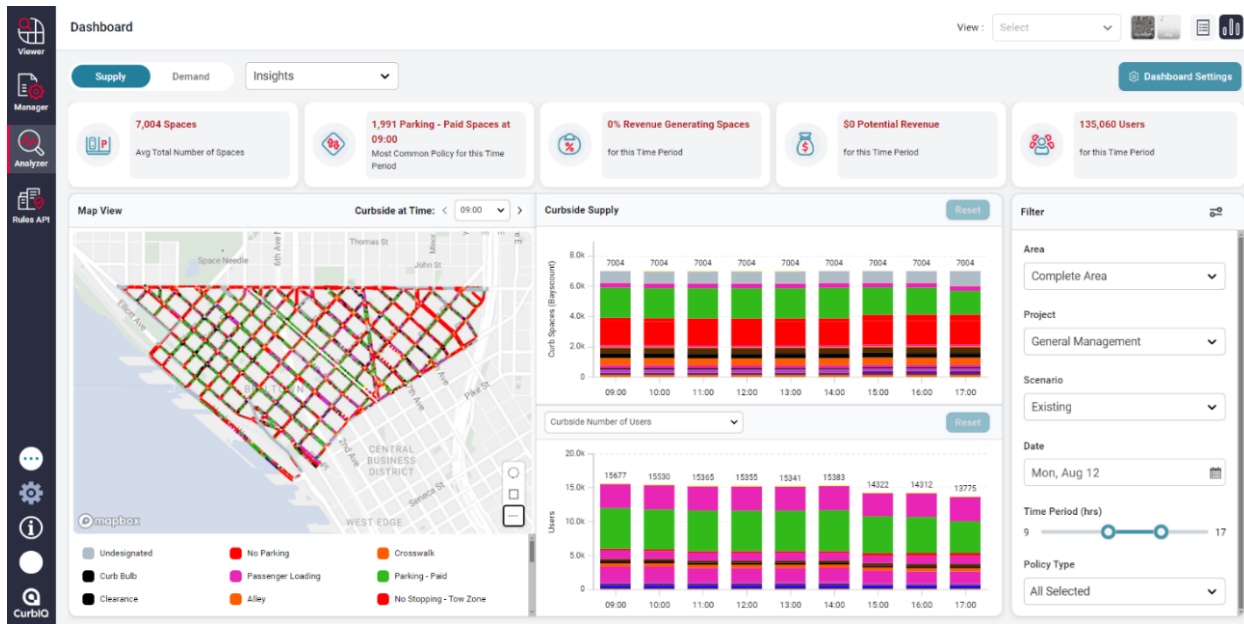 Viewer
Manager
Analyzer
Rules API
CurbIQ
Dashboard
View :
Select
Supply
Demand
Insights
Dashboard Settings
7,004 Spaces
Avg Total Number of Spaces
1,991 Parking - Paid Spaces at
09:00
Most Common Policy for this Time
Period
0% Revenue Generating Spaces
for this Time Period
$0 Potential Revenue
for this Time Period
135,060 Users
for this Time Period
Map View
Curbside at Time:
09:00
Thomas St
Space Needle
6th Ave
John St
Minor
Elliott Ave
7th Ave
Pike St
2nd Ave
CENTRAL
BUSINESS
DISTRICT
Seneca St
WEST EDGE
mapbox
Undesignated
No Parking
Crosswalk
Curb Bulb
Passenger Loading
Parking - Paid
Clearance
Alley
No Stopping - Tow Zone
Curbside Supply
Reset
Curb Spaces (Bayscount)
8.0k
6.0k
4.0k
2.0k
0
7004 7004 7004 7004 7004 7004 7004 7004 7004
09:00 10:00 11:00 12:00 13:00 14:00 15:00 16:00 17:00
Curbside Number of Users
Reset
Users
20.0k
15.0k
10.0k
5.0k
0
15677 15530 15365 15355 15341 15383 14322 14312 13775
09:00 10:00 11:00 12:00 13:00 14:00 15:00 16:00 17:00
Filter
Area
Complete Area
Project
General Management
Scenario
Existing
Date
Mon, Aug 12
Time Period (hrs)
9
17
Policy Type
All Selected